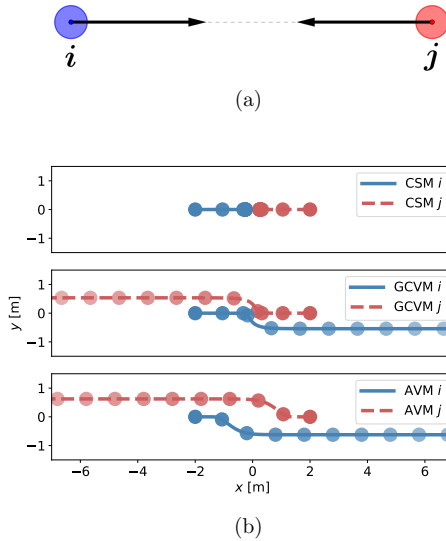 i j
(a)
1
0
−1
CSM i
CSM j
y [m]
1
0
−1
GCVM i
GCVM j
1
0
−1
AVM i
AVM j
−6 −4 −2 0 2 4 6
x [m]
(b)